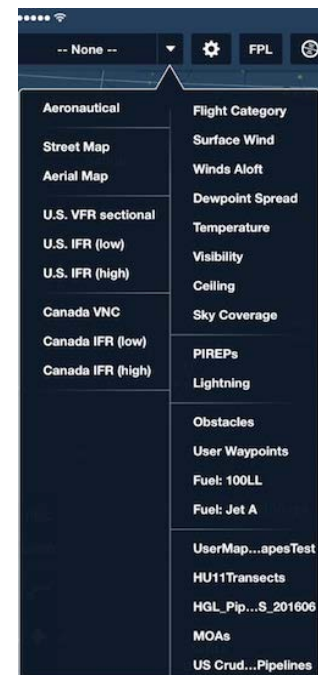 -- None --
FPL
Aeronautical
Street Map
Aerial Map
U.S. VFR sectional
U.S. IFR (low)
U.S. IFR (high)
Canada VNC
Canada IFR (low)
Canada IFR (high)
Flight Category
Surface Wind
Winds Aloft
Dewpoint Spread
Temperature
Visibility
Ceiling
Sky Coverage
PIREPs
Lightning
Obstacles
User Waypoints
Fuel: 100LL
Fuel: Jet A
UserMap...apesTest
HU11Transects
HGL_Pip...S_201606
MOAs
US Crud...Pipelines